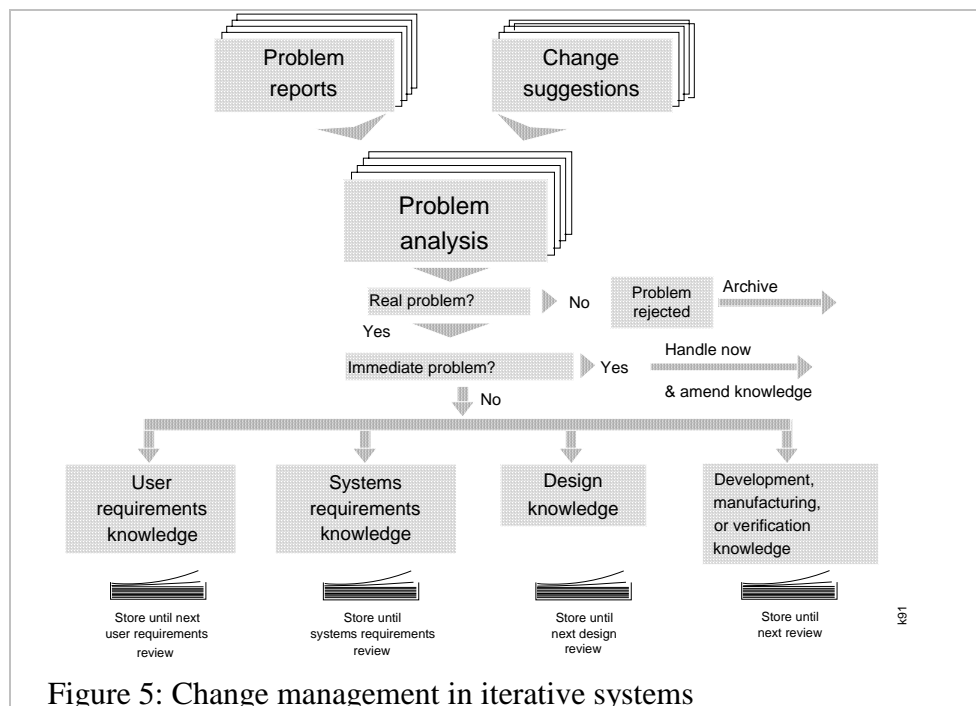 Problem
reports
Change
suggestions
Problem
analysis
Real problem?
No
Problem
rejected
Archive
Yes
Immediate problem?
Yes
Handle now
& amend knowledge
No
User
requirements
knowledge
Systems
requirements
knowledge
Design
knowledge
Development,
manufacturing,
or verification
knowledge
Store until next
user requirements
review
Store until
systems requirements
review
Store until
next design
review
Store until
next review
k91
Figure 5: Change management in iterative systems